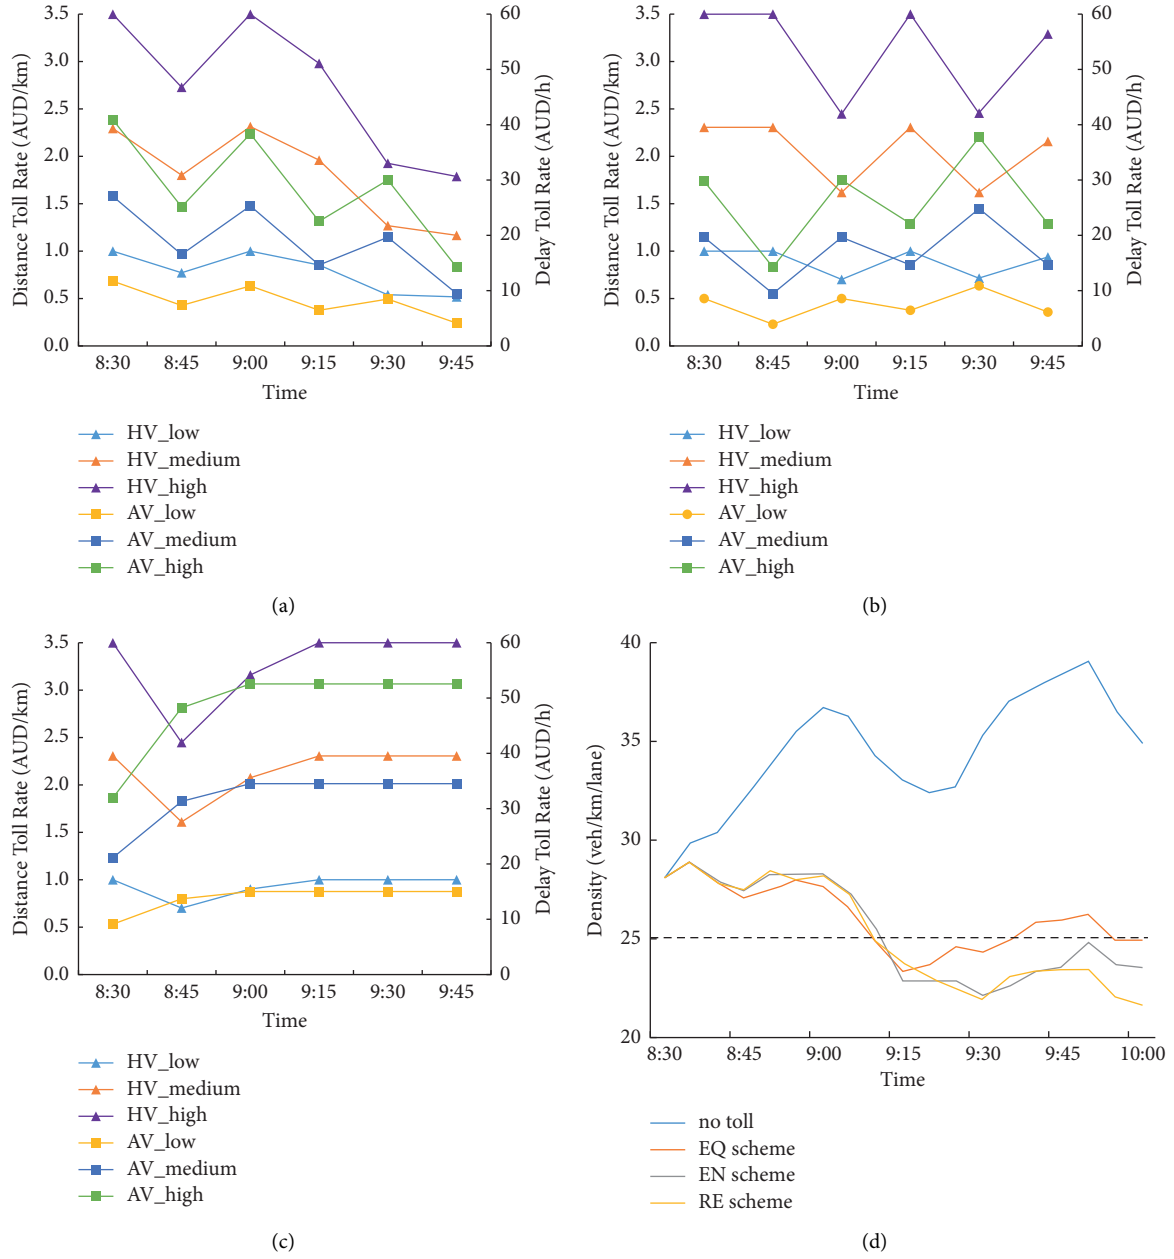 3.5
3.0
2.5
2.0
1.5
1.0
0.5
0.0
Distance Toll Rate (AUD/km)
60
50
40
30
20
10
0
Delay Toll Rate (AUD/h)
8:30 8:45 9:00 9:15 9:30 9:45
Time
HV_low
HV_medium
HV_high
AV_low
AV_medium
AV_high
(a)
3.5
3.0
2.5
2.0
1.5
1.0
0.5
0.0
Distance Toll Rate (AUD/km)
60
50
40
30
20
10
0
Delay Toll Rate (AUD/h)
8:30 8:45 9:00 9:15 9:30 9:45
Time
HV_low
HV_medium
HV_high
AV_low
AV_medium
AV_high
(b)
3.5
3.0
2.5
2.0
1.5
1.0
0.5
0.0
Distance Toll Rate (AUD/km)
60
50
40
30
20
10
0
Delay Toll Rate (AUD/h)
8:30 8:45 9:00 9:15 9:30 9:45
Time
HV_low
HV_medium
HV_high
AV_low
AV_medium
AV_high
(c)
40
35
30
25
20
Density (veh/km/lane)
8:30 8:45 9:00 9:15 9:30 9:45 10:00
Time
no toll
EQ scheme
EN scheme
RE scheme
(d)